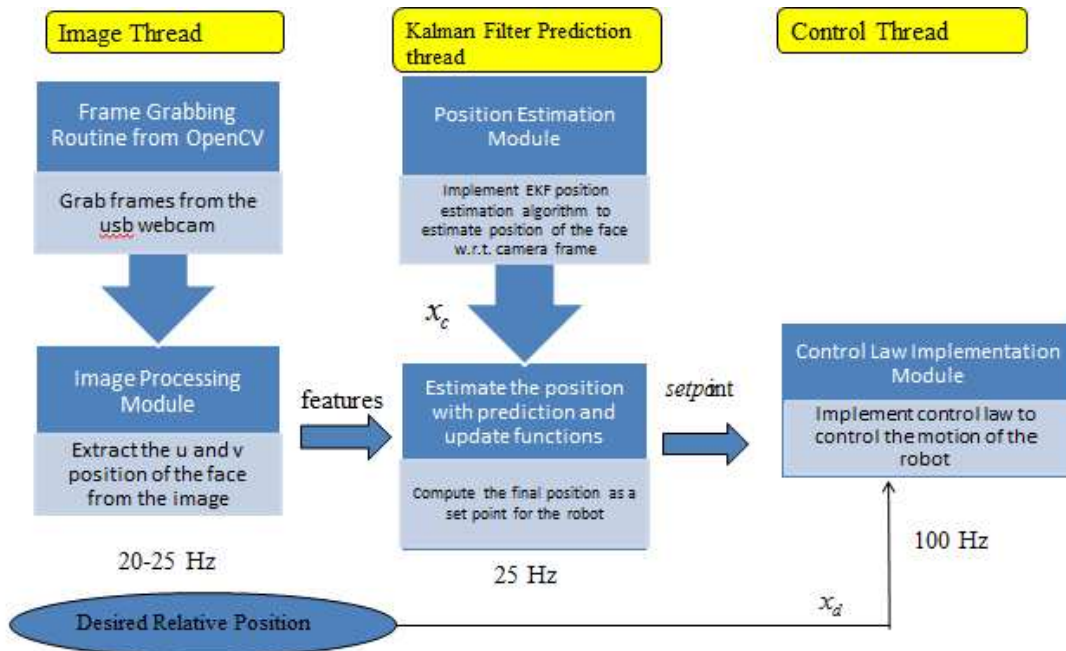 Image Thread
Kalman Filter Prediction
thread
Control Thread
Frame Grabbing
Routine from OpenCV
Grab frames from the
usb webcam
Position Estimation
Module
Implement EKF position
estimation algorithm to
estimate position of the face
w.r.t. camera frame
x_c
Image Processing
Module
Extract the u and v
position of the face
from the image
features
Estimate the position
with prediction and
update functions
Compute the final position as a
set point for the robot
setpoint
Control Law Implementation
Module
Implement control law to
control the motion of the
robot
20-25 Hz
25 Hz
100 Hz
Desired Relative Position
x_d